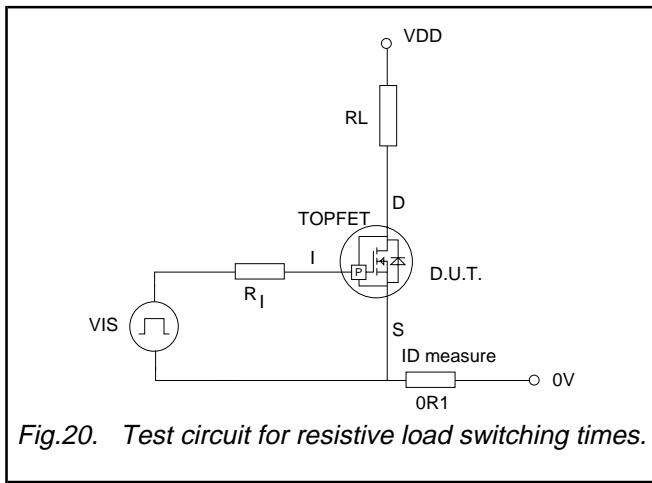 VDD
RL
D
TOPFET
I
P
D.U.T.
R I
VIS
S
ID measure
0V
0R1
Fig.20. Test circuit for resistive load switching times.